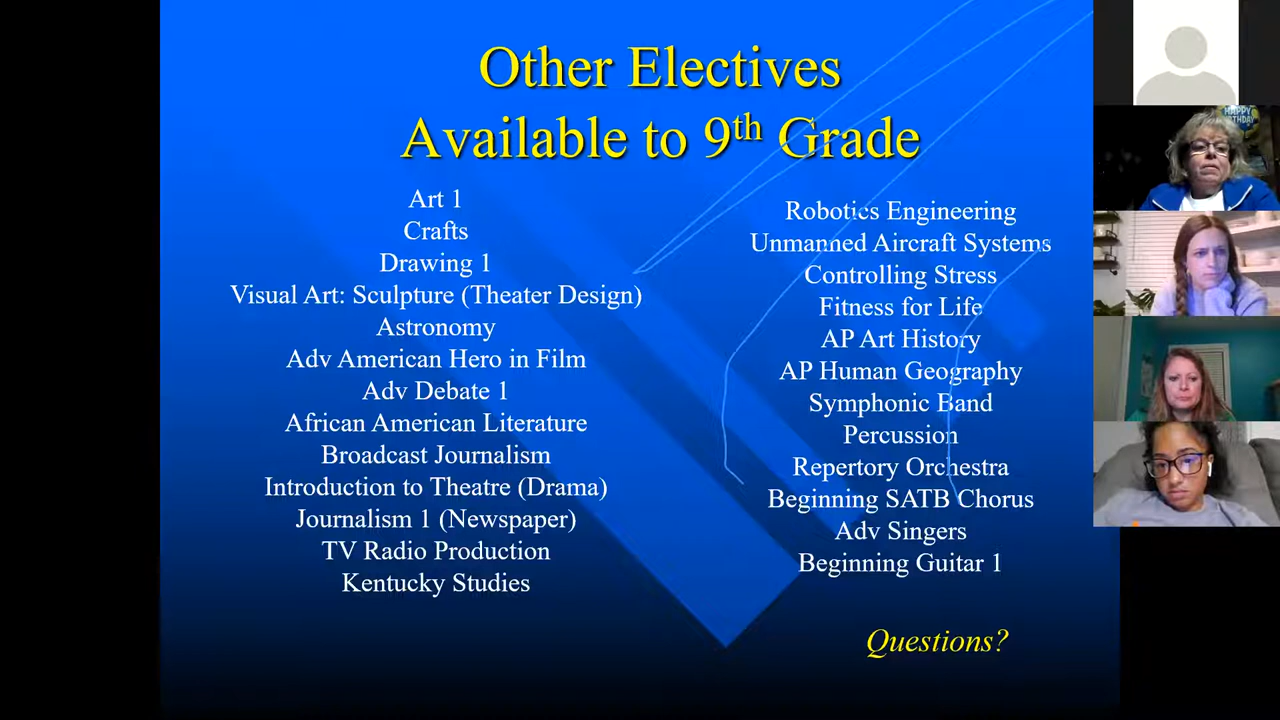 Other Electives
Available to 9th Grade
Art 1
Crafts
Drawing 1
Visual Art: Sculpture (Theater Design)
Astronomy
Adv American Hero in Film
Adv Debate 1
African American Literature
Broadcast Journalism
Introduction to Theatre (Drama)
Journalism 1 (Newspaper)
TV Radio Production
Kentucky Studies
Robotics Engineering
Unmanned Aircraft Systems
Controlling Stress
Fitness for Life
AP Art History
AP Human Geography
Symphonic Band
Percussion
Repertory Orchestra
Beginning SATB Chorus
Adv Singers
Beginning Guitar 1
Questions?
HAPPY